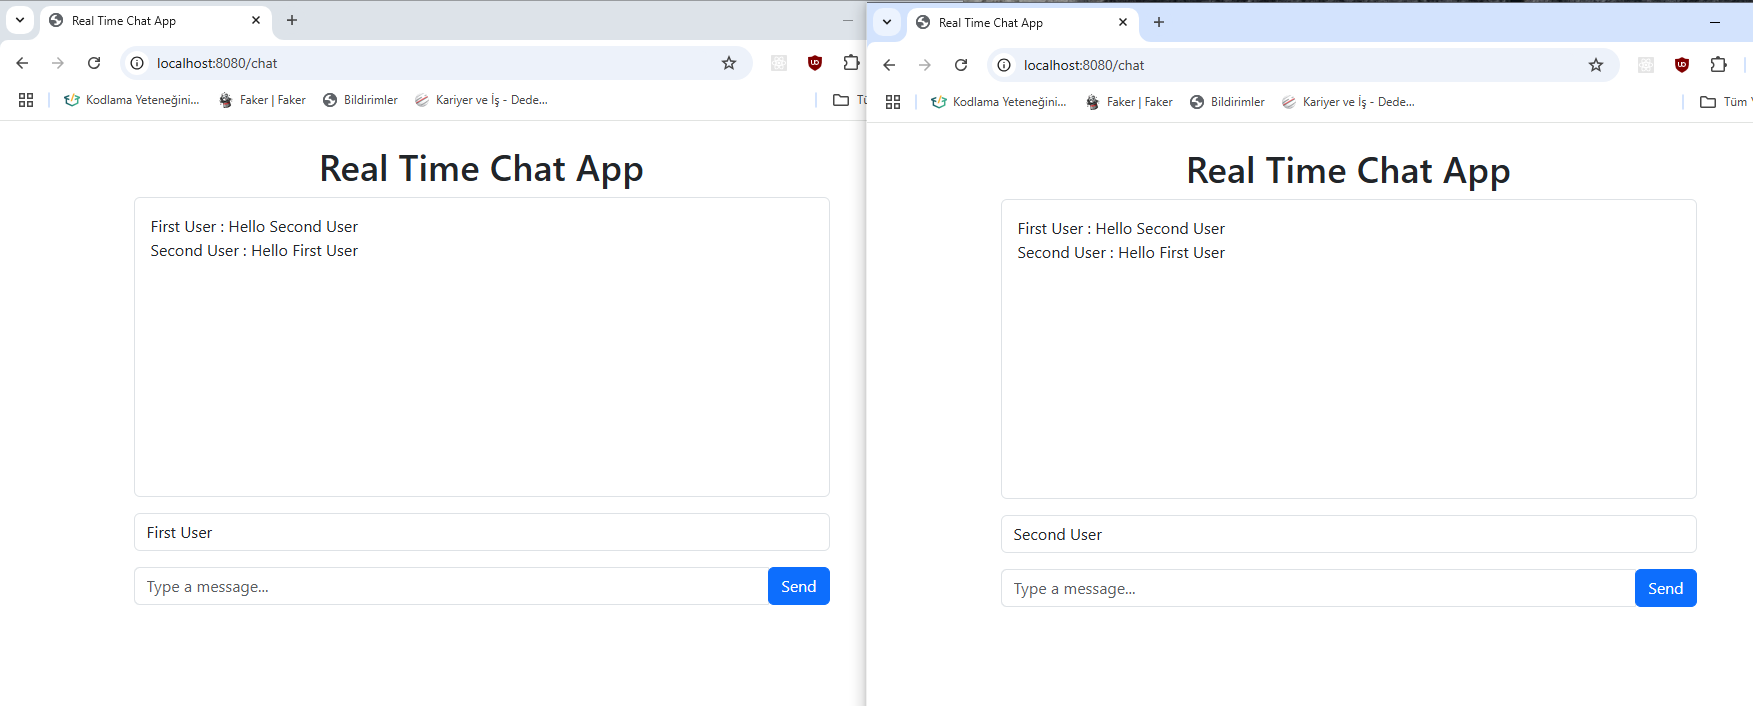 Real Time Chat App
localhost:8080/chat
Kodlama Yeteneğini... Faker | Faker Bildirimler Kariyer ve İş - Dede...
Real Time Chat App
First User : Hello Second User
Second User : Hello First User
First User
Type a message... Send
Real Time Chat App
localhost:8080/chat
Kodlama Yeteneğini... Faker | Faker Bildirimler Kariyer ve İş - Dede... Tüm
Real Time Chat App
First User : Hello Second User
Second User : Hello First User
Second User
Type a message... Send